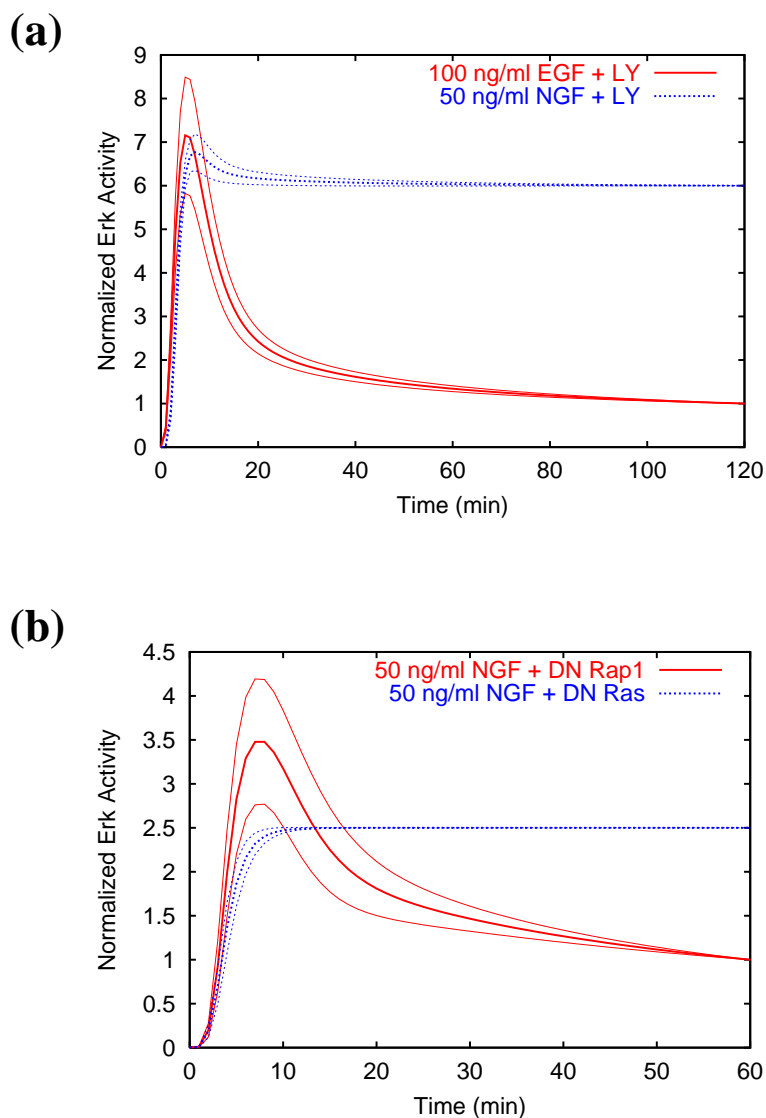 (a)
9
8
7
6
5
4
3
2
1
0
Normalized Erk Activity
100 ng/ml EGF + LY
50 ng/ml NGF + LY
0 20 40 60 80 100 120
Time (min)
(b)
4.5
4
3.5
3
2.5
2
1.5
1
0.5
0
Normalized Erk Activity
50 ng/ml NGF + DN Rap1
50 ng/ml NGF + DN Ras
0 10 20 30 40 50 60
Time (min)